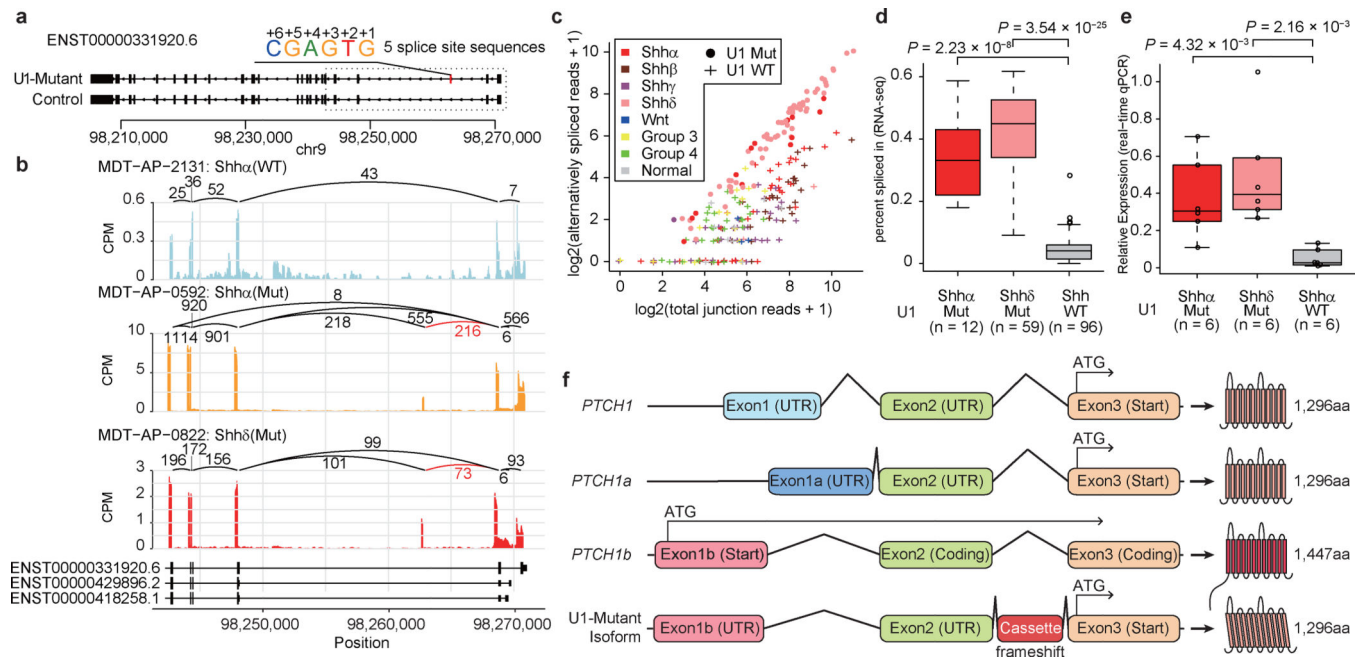 a
ENST00000331920.6
+6+5+4+3+2+1
CGAGTG
5 splice site sequences
U1-Mutant
Control
98,210,000
98,230,000
98,250,000
98,270,000
chr9
b
MDT-AP-2131: Shhα(WT)
25
36
52
43
7
0.6
0.3
0
CPM
MDT-AP-0592: Shhα(Mut)
8
920
1114
901
218
555
216
566
6
10
5
0
CPM
MDT-AP-0822: Shhδ(Mut)
99
172
196
156
101
73
93
6
3
2
1
0
CPM
ENST00000331920.6
ENST00000429896.2
ENST00000418258.1
98,250,000
98,260,000
98,270,000
Position
c
log2(alternatively spliced reads + 1)
10
8
6
4
2
0
Shhα
Shhβ
Shhγ
Shhδ
Wnt
Group 3
Group 4
Normal
U1 Mut
U1 WT
0
2
4
6
8
10
log2(total junction reads + 1)
d
P = 3.54 × 10-25
P = 2.23 × 10-8
percent spliced in (RNA-seq)
0.6
0.4
0.2
0
U1
Shhα
Mut
(n = 12)
Shhδ
Mut
(n = 59)
Shh
WT
(n = 96)
e
P = 2.16 × 10-3
P = 4.32 × 10-3
Relative Expression (real-time qPCR)
1.0
0.8
0.6
0.4
0.2
0
U1
Shhα
Mut
(n = 6)
Shhδ
Mut
(n = 6)
Shhα
WT
(n = 6)
f
PTCH1
Exon1 (UTR)
Exon2 (UTR)
ATG
Exon3 (Start)
1,296aa
PTCH1a
Exon1a (UTR)
Exon2 (UTR)
ATG
Exon3 (Start)
1,296aa
PTCH1b
ATG
Exon1b (Start)
Exon2 (Coding)
Exon3 (Coding)
1,447aa
U1-Mutant
Isoform
Exon1b (UTR)
Exon2 (UTR)
Cassette
frameshift
ATG
Exon3 (Start)
1,296aa